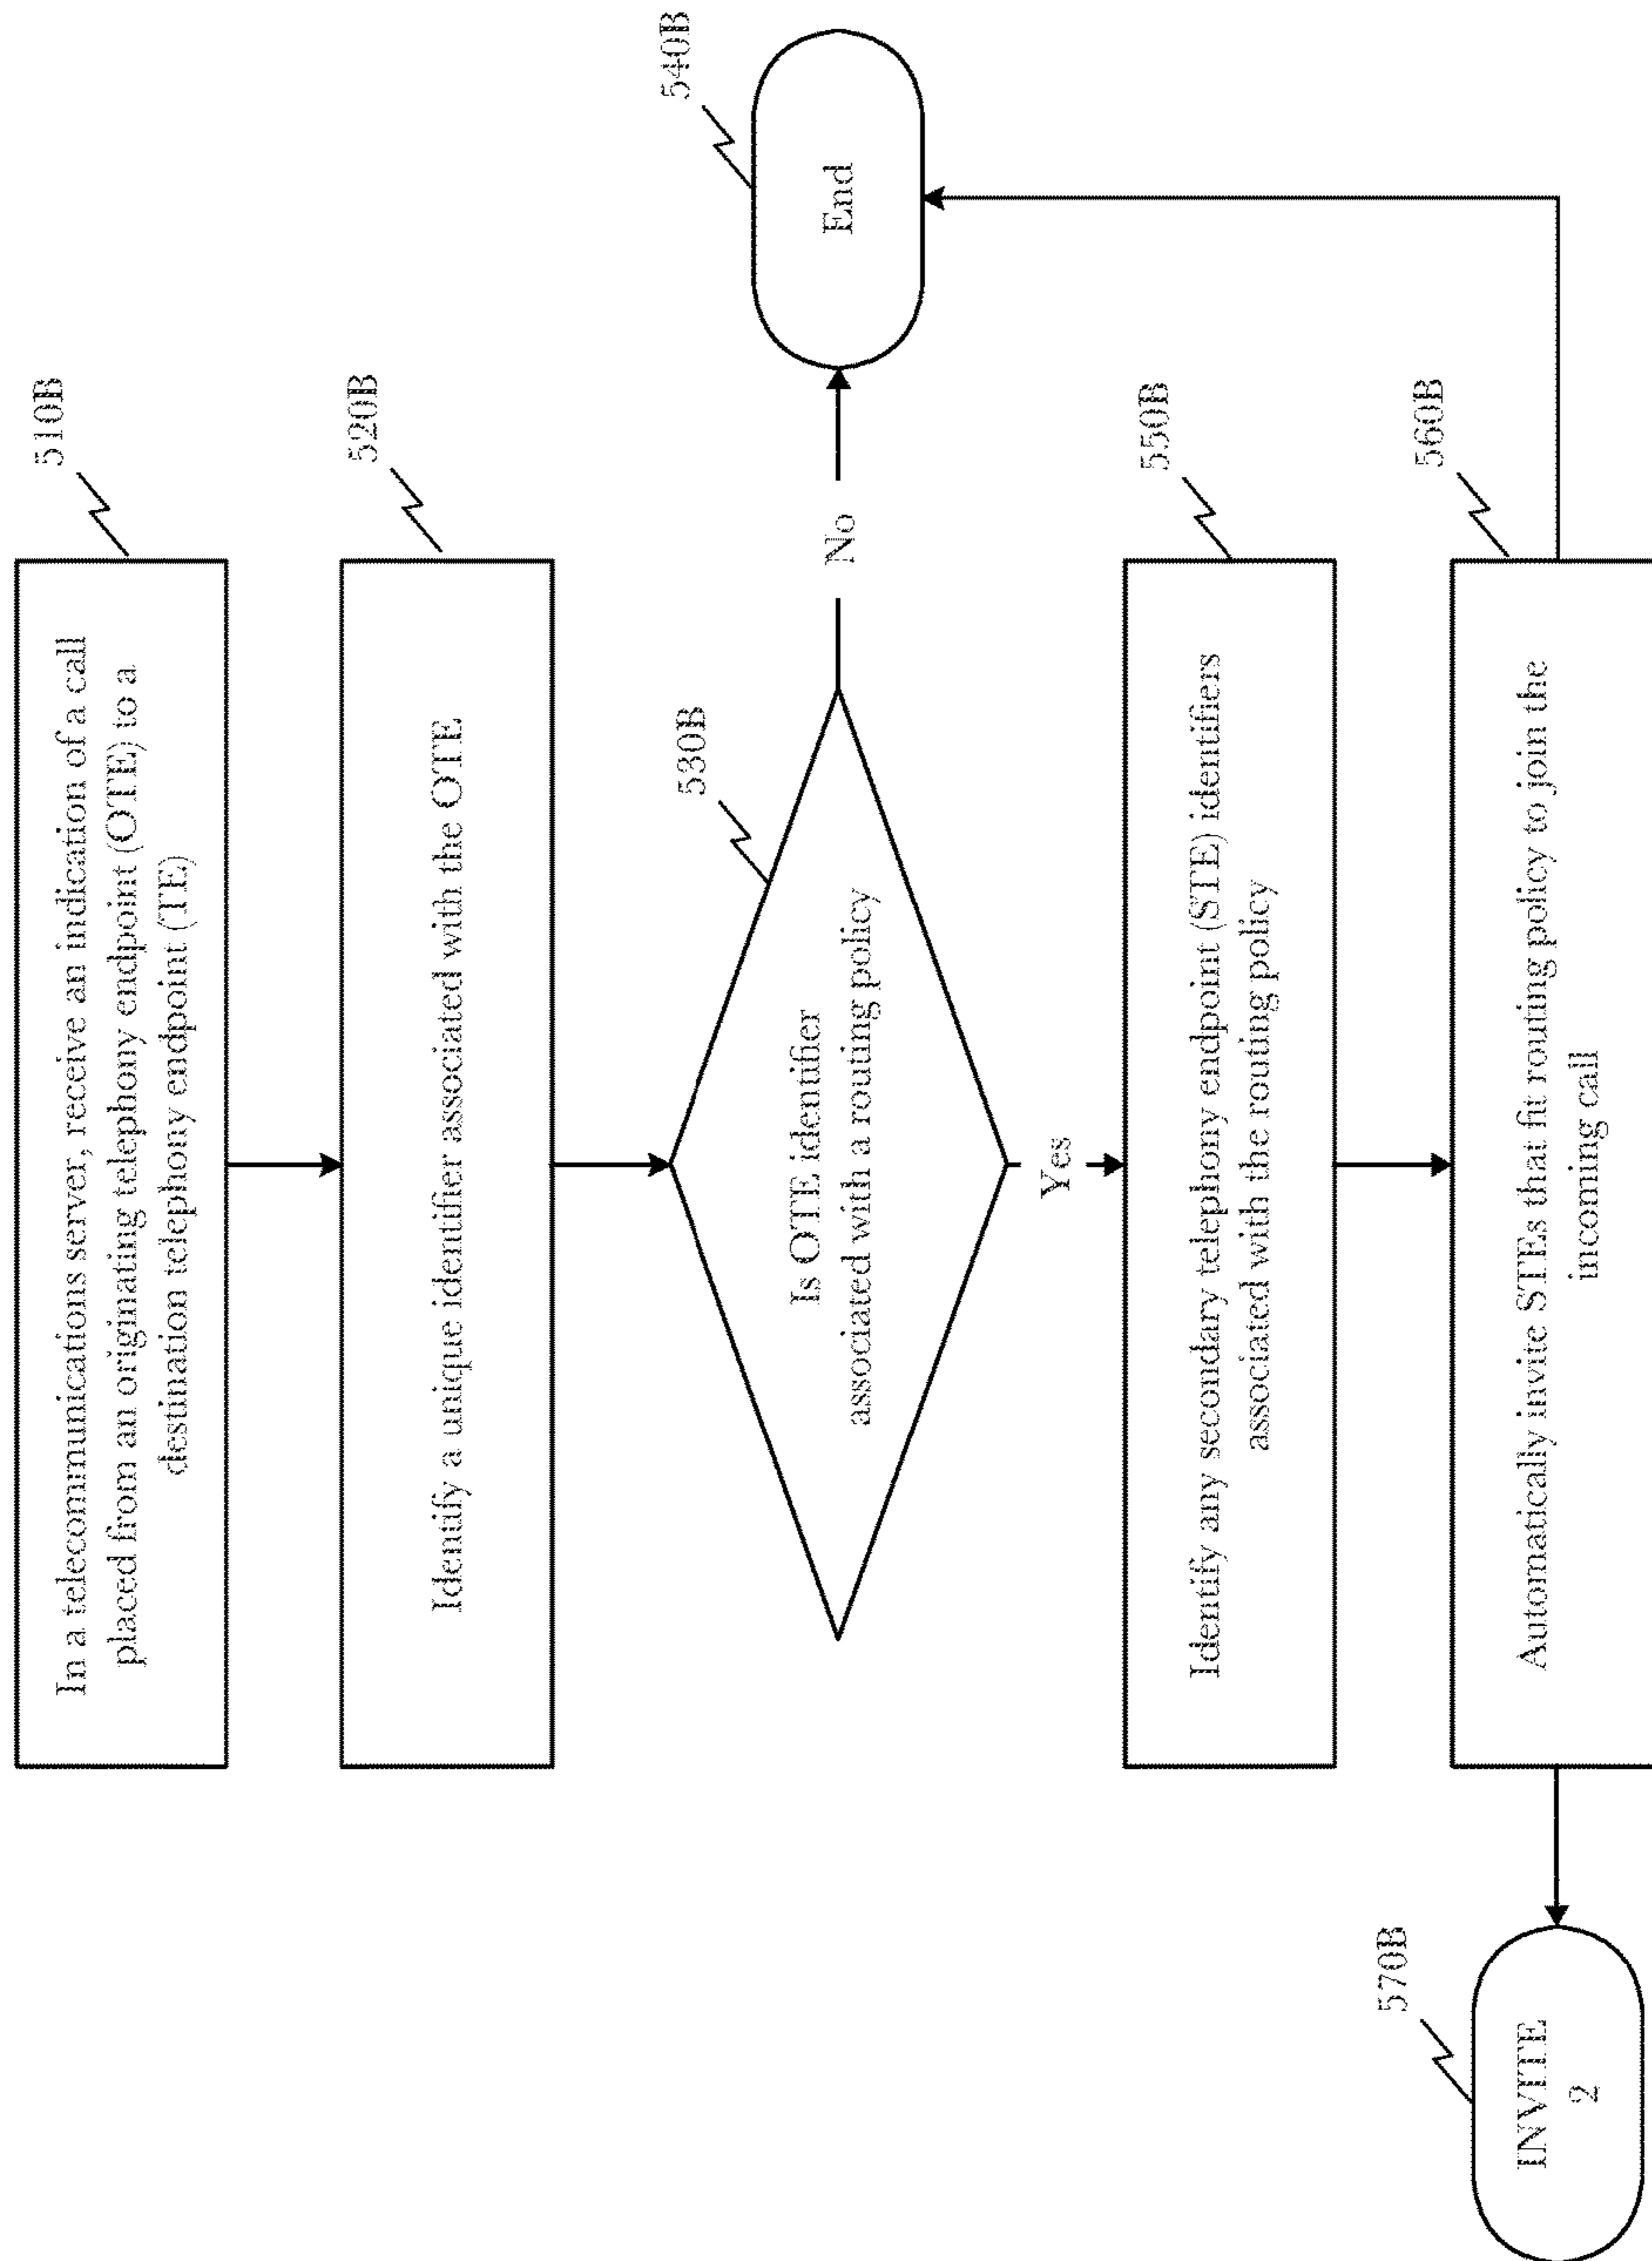 510B
In a telecommunications server, receive an indication of a call
placed from an originating telephony endpoint (OTE) to a
destination telephony endpoint (TE)
520B
Identify a unique identifier associated with the OTE
530B
Is OTE identifier
associated with a routing policy
No
540B
End
Yes
550B
Identify any secondary telephony endpoint (STE) identifiers
associated with the routing policy
560B
Automatically invite STEs that fit routing policy to join the
incoming call
570B
INVITE
2